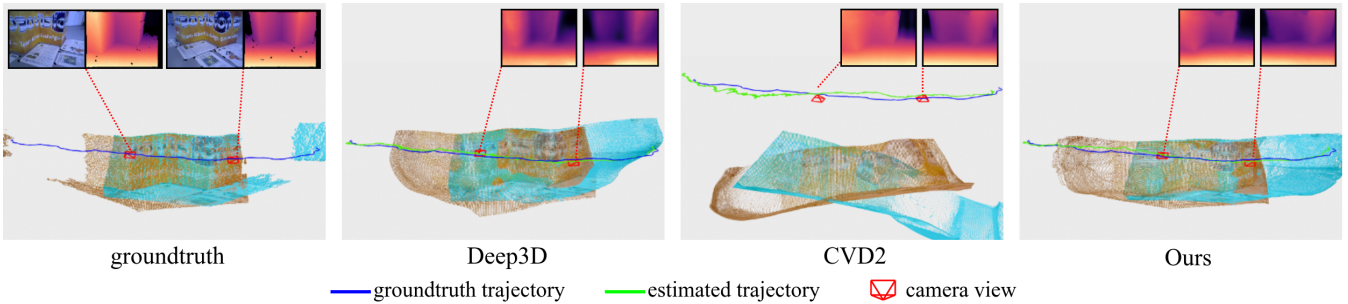 groundtruth
Deep3D
CVD2
Ours
groundtruth trajectory
estimated trajectory
camera view